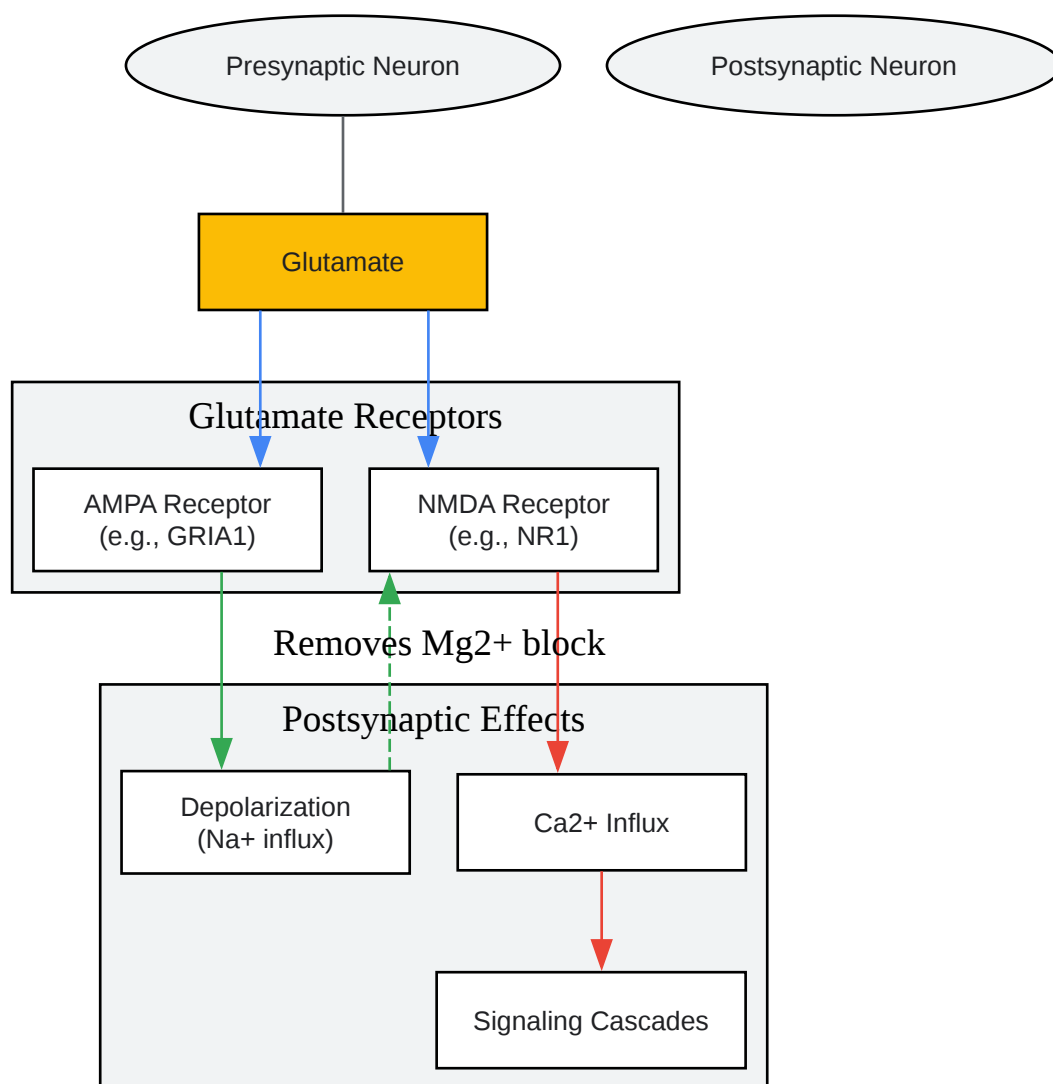 Presynaptic Neuron
Postsynaptic Neuron
Glutamate
Glutamate Receptors
AMPA Receptor
(e.g., GRIA1)
NMDA Receptor
(e.g., NR1)
Removes Mg2+ block
Postsynaptic Effects
Depolarization
(Na+ influx)
Ca2+ Influx
Signaling Cascades